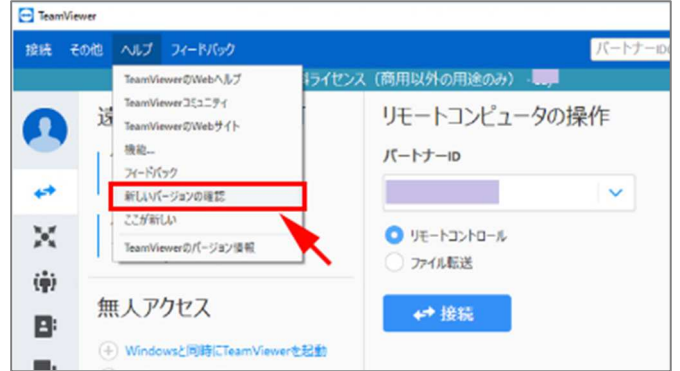 TeamViewer
接続 その他 ヘルプ フィードバック
パートナーID
ライセンス (商用以外の用途のみ) -
TeamViewerのWebヘルプ
TeamViewerコミュニティ
TeamViewerのWebサイト
機能...
フィードバック
新しいバージョンの確認
ここが新しい
TeamViewerのバージョン情報
無人アクセス
Windowsと同時にTeamViewerを起動
リモートコンピュータの操作
パートナーID
リモートコントロール
ファイル転送
接続